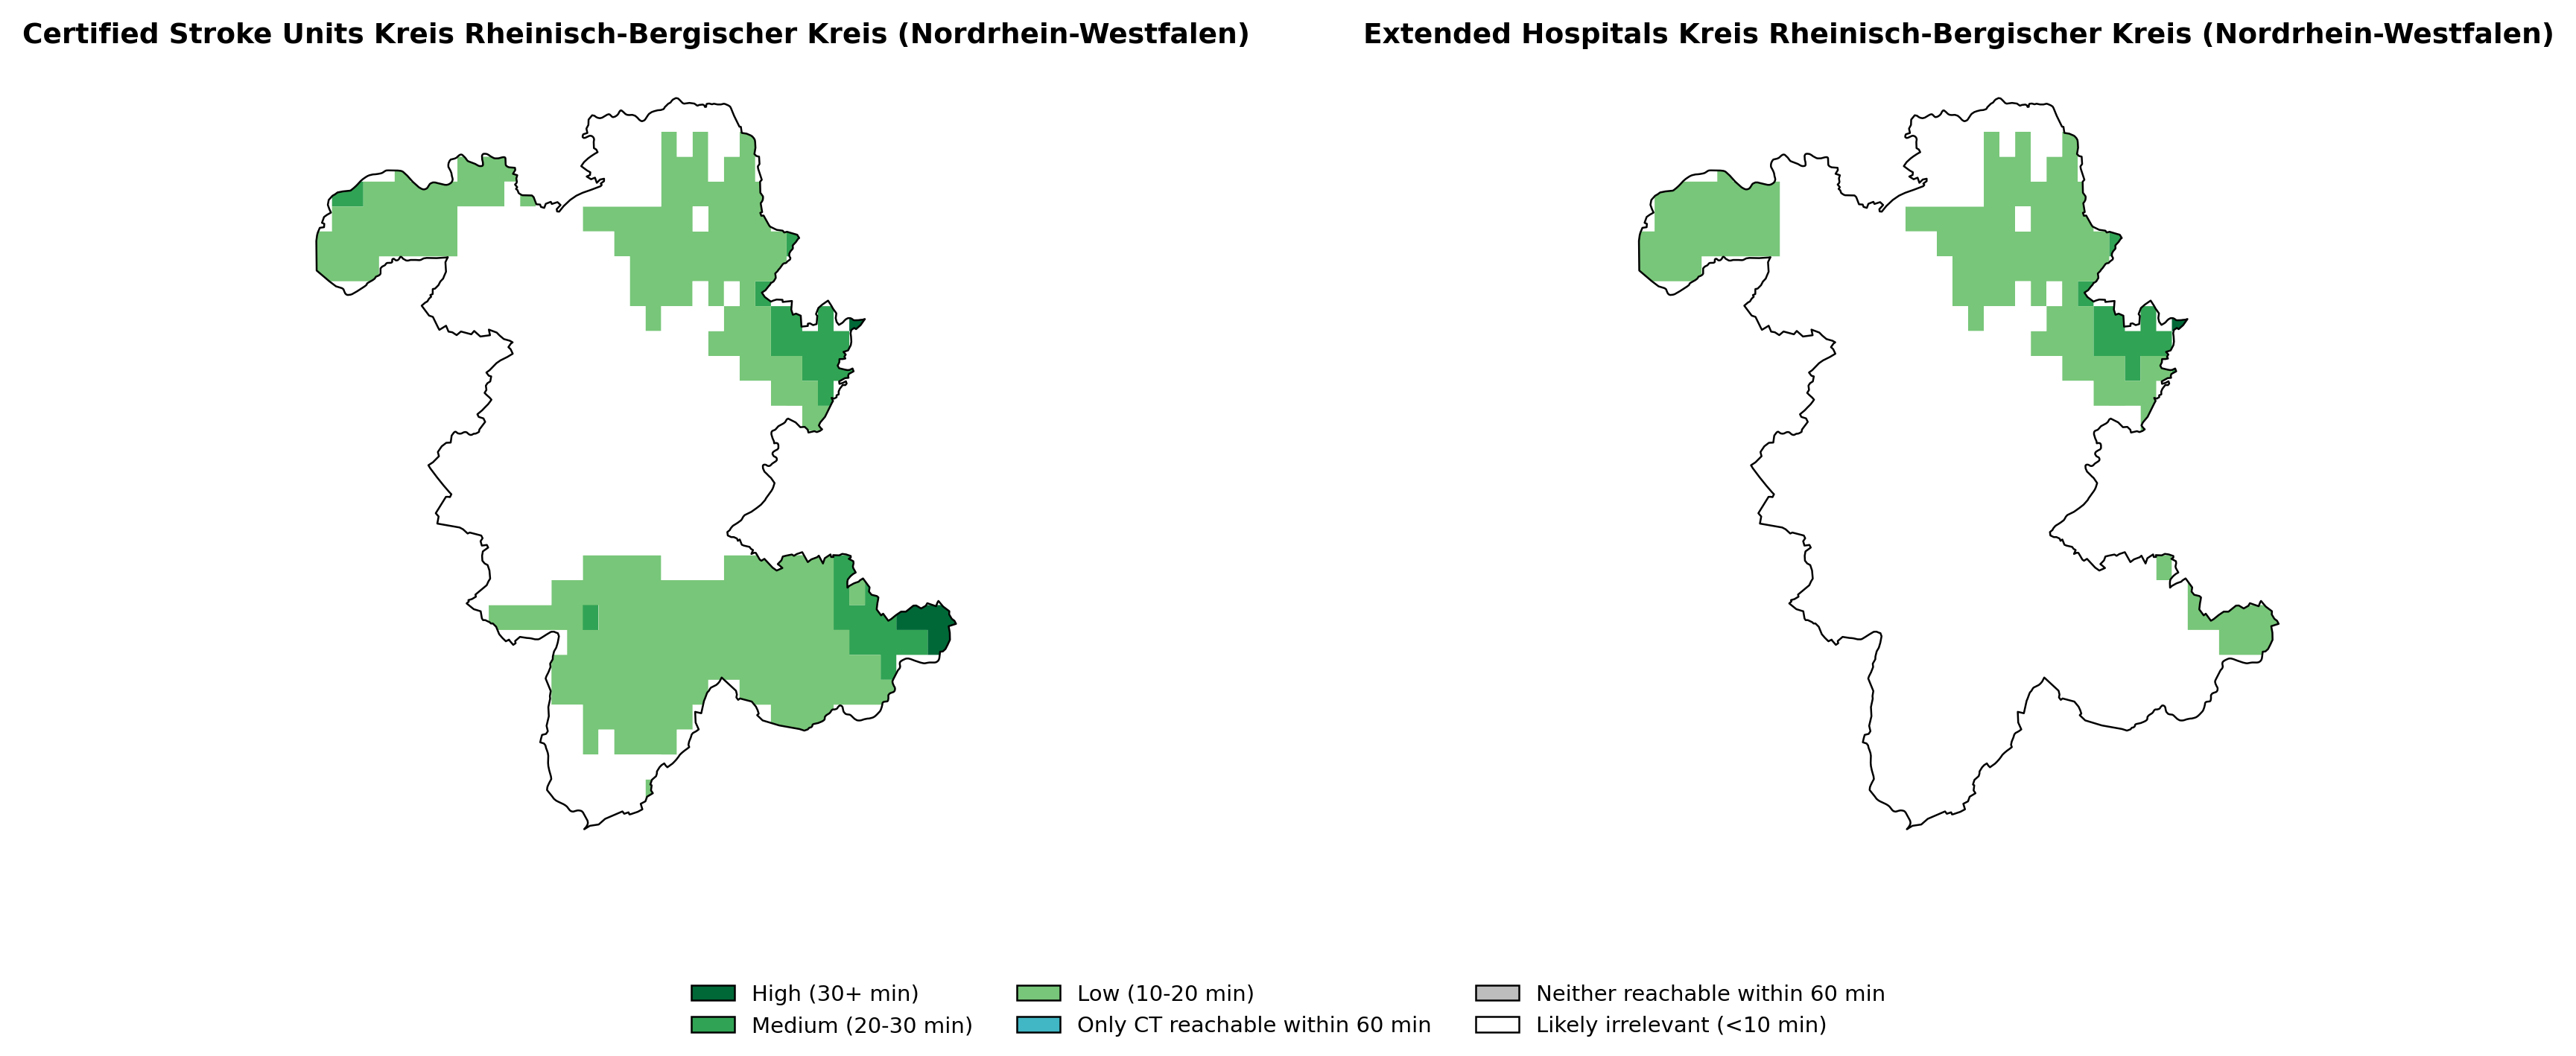 Certified Stroke Units Kreis Rheinisch-Bergischer Kreis (Nordrhein-Westfalen)
Extended Hospitals Kreis Rheinisch-Bergischer Kreis (Nordrhein-Westfalen)
High (30+ min)
Medium (20-30 min)
Low (10-20 min)
Only CT reachable within 60 min
Neither reachable within 60 min
Likely irrelevant (<10 min)